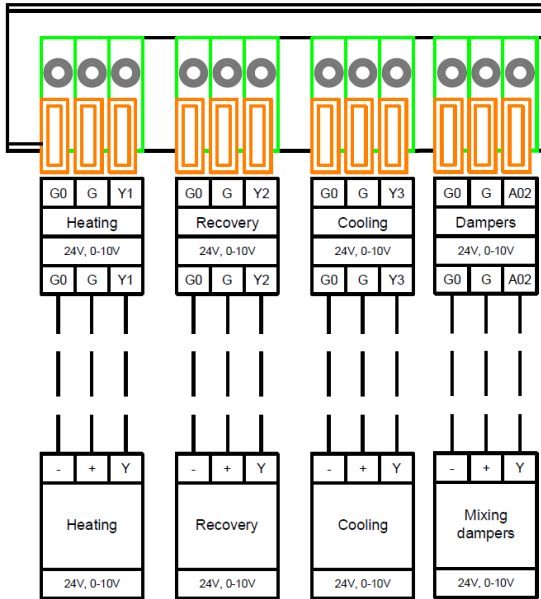 G0 G Y1 G0 G Y2 G0 G Y3 G0 G A02
Heating Recovery Cooling Dampers
24V, 0-10V 24V, 0-10V 24V, 0-10V 24V, 0-10V
G0 G Y1 G0 G Y2 G0 G Y3 G0 G A02
- + Y - + Y - + Y - + Y
Heating Recovery Cooling Mixing
dampers
24V, 0-10V 24V, 0-10V 24V, 0-10V 24V, 0-10V